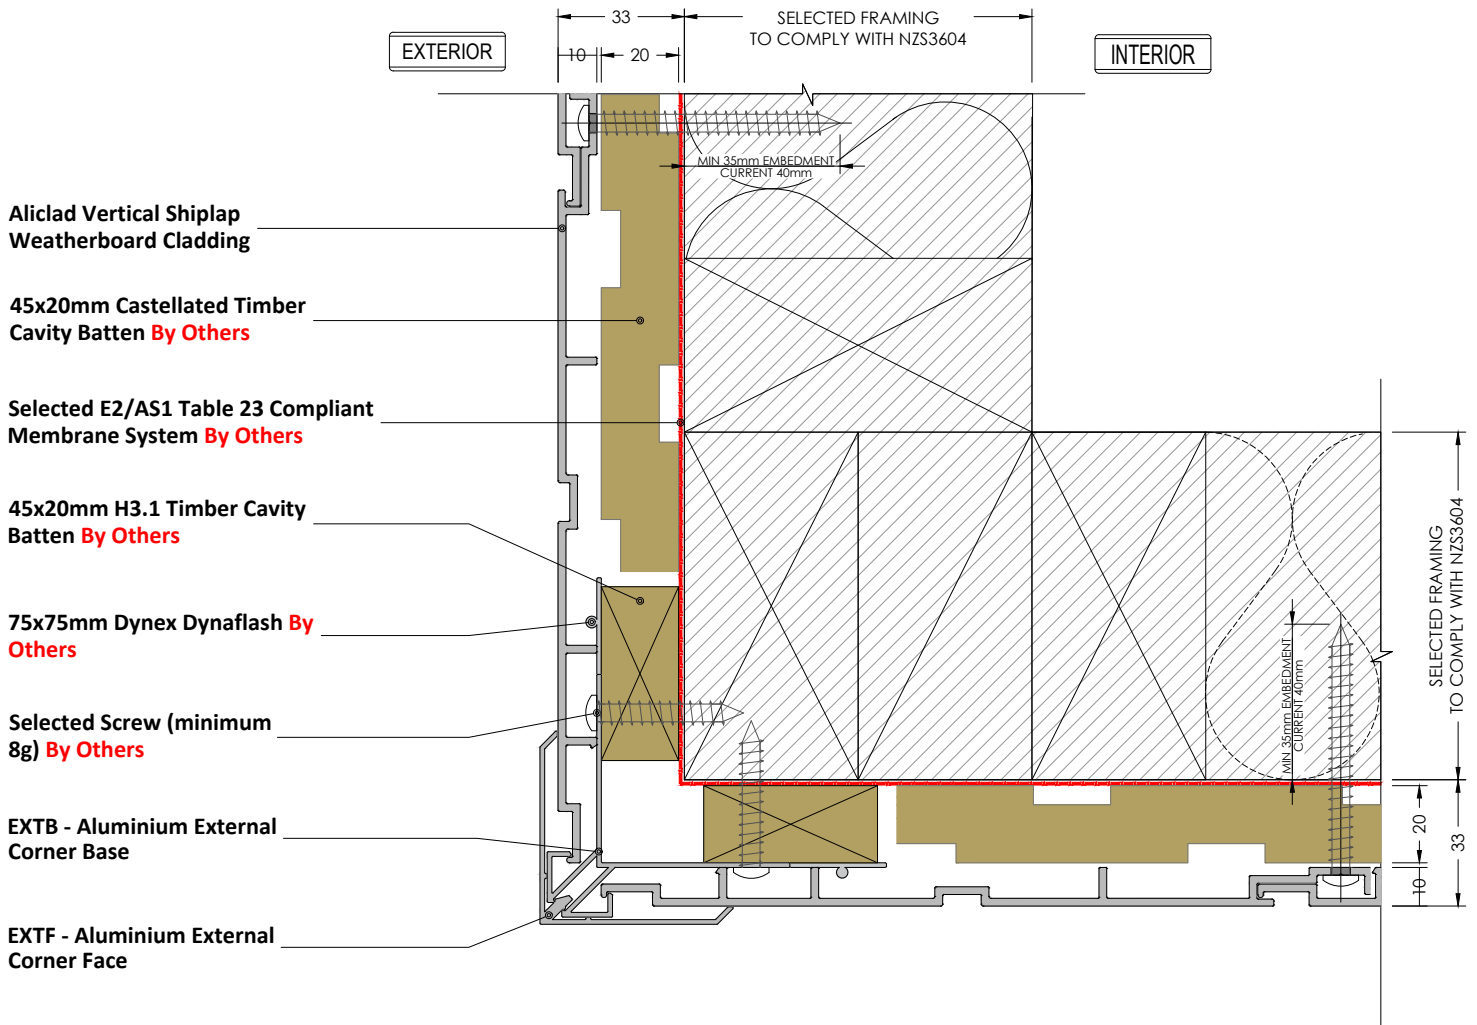 33
SELECTED FRAMING
TO COMPLY WITH NZS3604
EXTERIOR
INTERIOR
10
20
MIN 35mm EMBEDMENT
CURRENT 40mm
Aliclad Vertical Shiplap
Weatherboard Cladding
45x20mm Castellated Timber
Cavity Batten By Others
Selected E2/AS1 Table 23 Compliant
Membrane System By Others
45x20mm H3.1 Timber Cavity
Batten By Others
75x75mm Dynex Dynaflash By
Others
Selected Screw (minimum
8g) By Others
EXTB - Aluminium External
Corner Base
EXTF - Aluminium External
Corner Face
SELECTED FRAMING
TO COMPLY WITH NZS3604
MIN 35mm EMBEDMENT
CURRENT 40mm
20
33
10